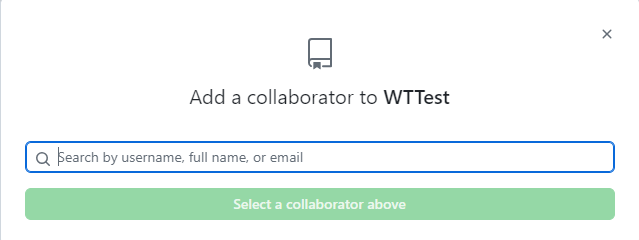 Add a collaborator to WTTest
Search by username, full name, or email
Select a collaborator above